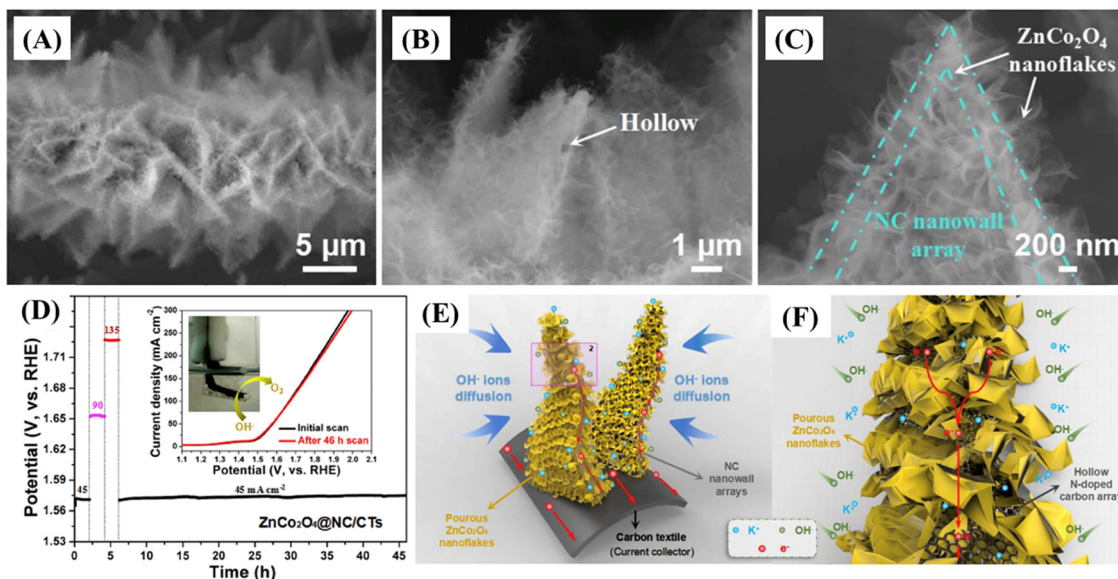 (A)
5 µm
(B)
Hollow
1 µm
(C)
ZnCo₂O₄
nanoflakes
NC nanowall
array
200 nm
(D)
Potential (V, vs. RHE)
1.71
1.68
1.65
1.62
1.59
1.56
1.53
135
90
45
45 mA cm⁻²
ZnCo₂O₄@NC/CTs
0 5 10 15 20 25 30 35 40 45
Time (h)
Current density (mA cm⁻²)
300
250
200
150
100
50
0
O₂
OH⁻
Initial scan
After 46 h scan
1.1 1.2 1.3 1.4 1.5 1.6 1.7 1.8 1.9 2.0 2.1
Potential (V, vs. RHE)
(E)
2
OH⁻ ions
diffusion
OH⁻ ions
diffusion
NC
nanowall
arrays
Pourous
ZnCo₂O₄
nanoflakes
Carbon textile
(Current collector)
K⁺ OH⁻
e⁻
(F)
OH⁻
K⁺
OH⁻
K⁺
e⁻
e⁻
OH⁻
K⁺
OH⁻
K⁺
Pourous
ZnCo₂O₄
nanoflakes
e⁻
OH⁻
K⁺
OH⁻
K⁺
Hollow
N-doped
carbon array
OH⁻
K⁺
OH⁻
e⁻